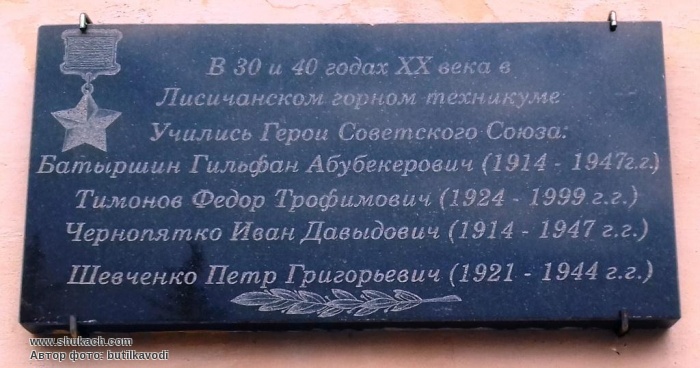 В 30 и 40 годах XX века в
Лисичанском горном техникуме
Учились Герои Советского Союза:
Батыршин Гильфан Абубекерович (1914 - 1947г.г.)
Тимонов Федор Трофимович (1924 - 1999 г.г.)
Чернопятко Иван Давыдович (1914 - 1947 г.г.)
Шевченко Петр Григорьевич (1921 - 1944 г.г.)
www.shukach.com
Автор фото: butilkavodi